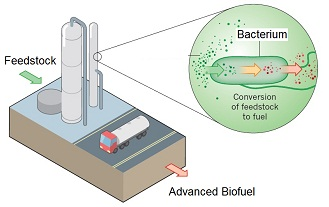 Feedstock
Bacterium
Conversion
of feedstock
to fuel
Advanced Biofuel